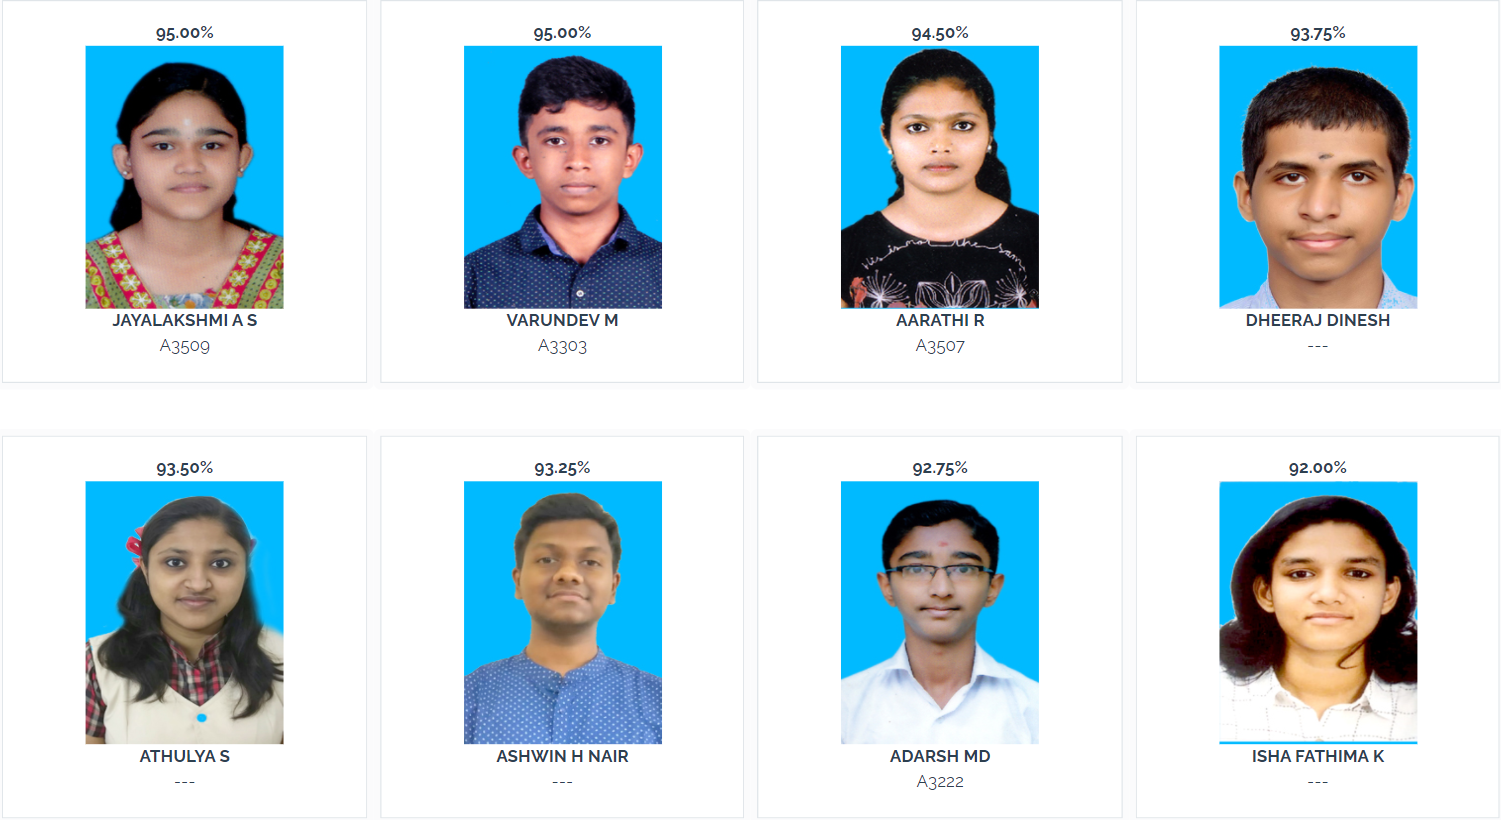 95.00%
95.00%
94.50%
93.75%
JAYALAKSHMI A S
VARUNDEV M
AARATHI R
DHEERAJ DINESH
A3509
A3303
A3507
---
93.50%
93.25%
92.75%
92.00%
ATHULYA S
ASHWIN H NAIR
ADARSH MD
ISHA FATHIMA K
---
---
A3222
---